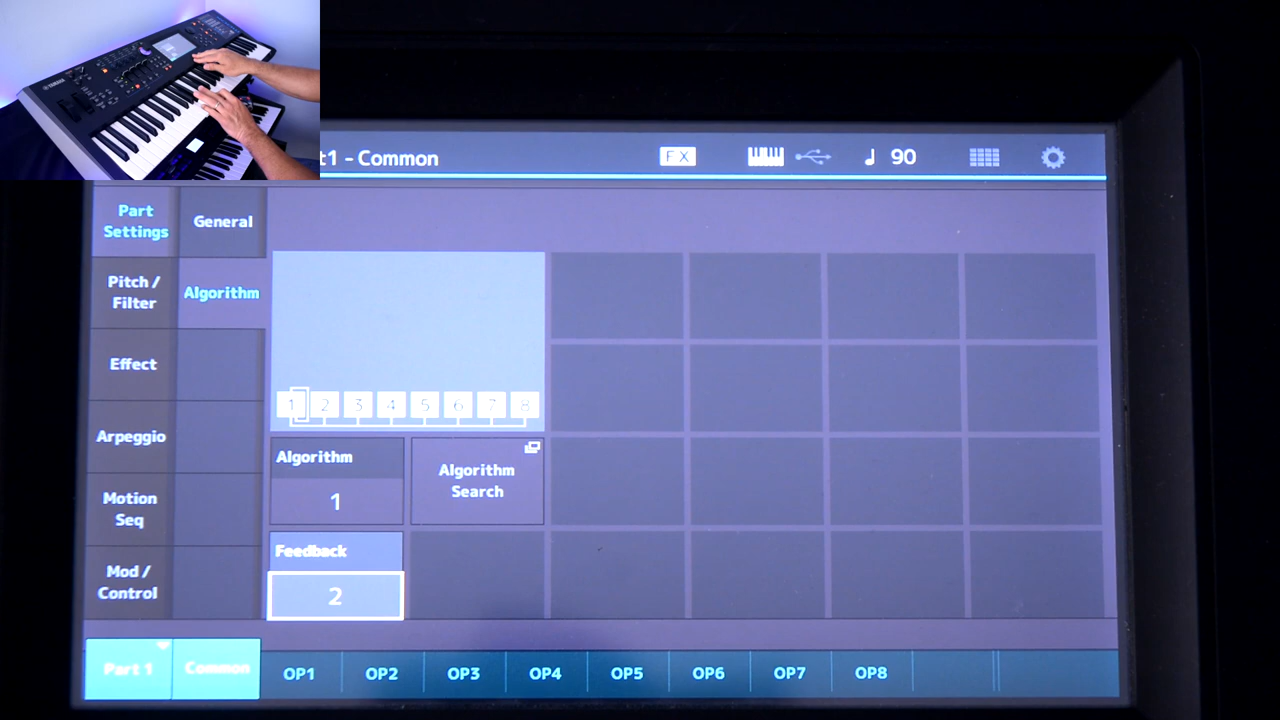 YAMAHA
t1 - Common
FX
90
Part
Settings
General
Pitch /
Filter
Algorithm
Effect
Arpeggio
Motion
Seq
Mod /
Control
1 2 3 4 5 6 7 8
Algorithm
1
Algorithm
Search
Feedback
2
Part 1
Common
OP1
OP2
OP3
OP4
OP5
OP6
OP7
OP8